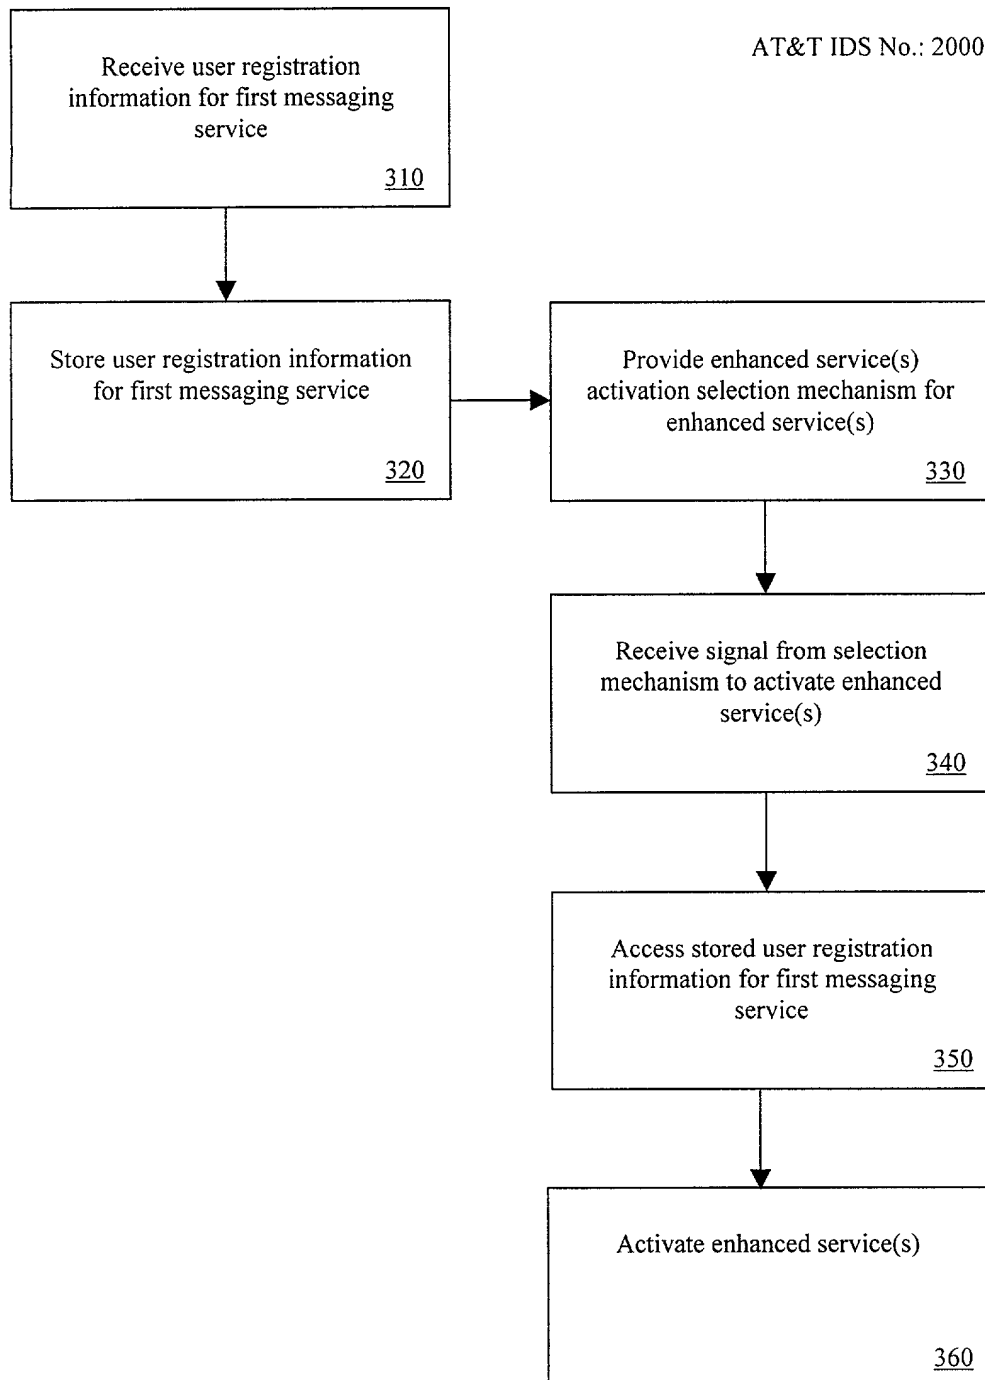 AT&T IDS No.: 2000
Receive user registration
information for first messaging
service
310
Store user registration information
for first messaging service
320
Provide enhanced service(s)
activation selection mechanism for
enhanced service(s)
330
Receive signal from selection
mechanism to activate enhanced
service(s)
340
Access stored user registration
information for first messaging
service
350
Activate enhanced service(s)
360